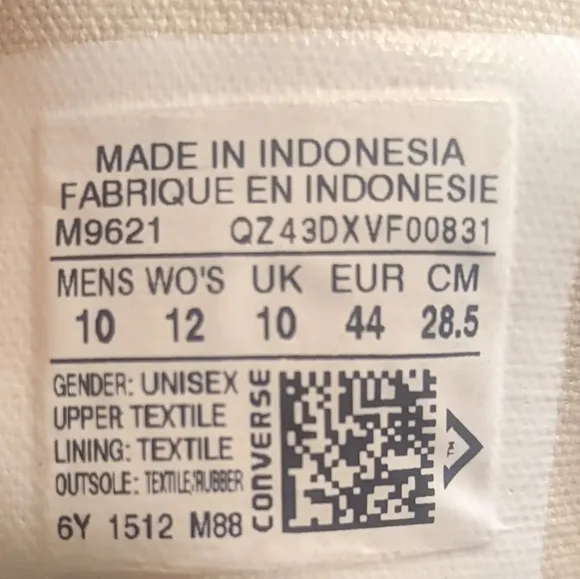 MADE IN INDONESIA
FABRIQUE EN INDONESIE
M9621 QZ43DXVF00831
MENS WO'S UK EUR CM
10 12 10 44 28.5
GENDER: UNISEX
UPPER TEXTILE
LINING: TEXTILE
OUTSOLE: TEXTILE/RUBBER
6Y 1512 M88
CONVERSE
TM